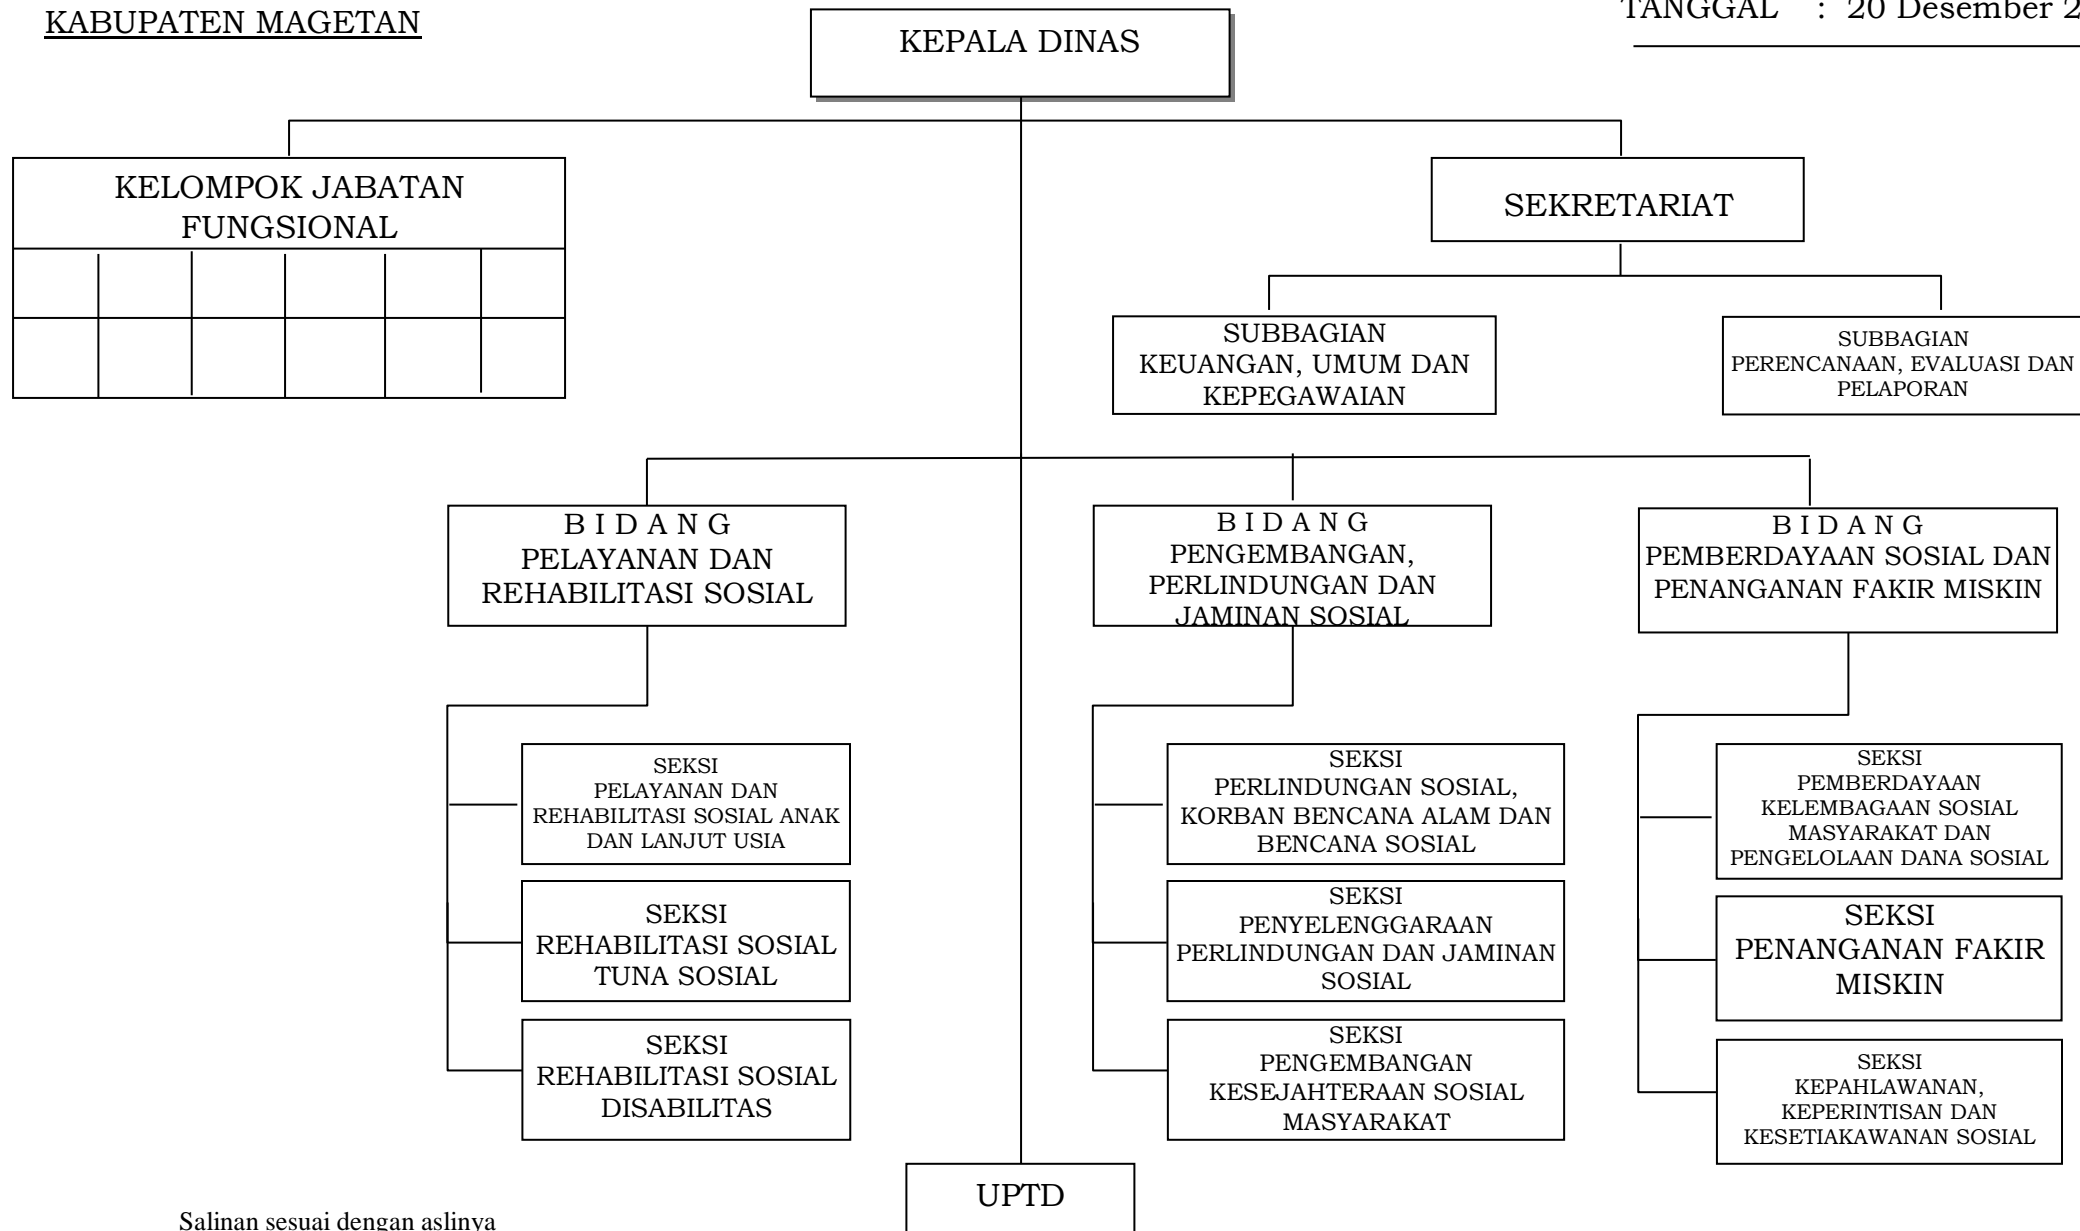 KABUPATEN MAGETAN
TANGGAL : 20 Desember 2
KEPALA DINAS
KELOMPOK JABATAN
FUNGSIONAL
SEKRETARIAT
SUBBAGIAN
KEUANGAN, UMUM DAN
KEPEGAWAIAN
SUBBAGIAN
PERENCANAAN, EVALUASI DAN
PELAPORAN
B I D A N G
PELAYANAN DAN
REHABILITASI SOSIAL
B I D A N G
PENGEMBANGAN,
PERLINDUNGAN DAN
JAMINAN SOSIAL
B I D A N G
PEMBERDAYAAN SOSIAL DAN
PENANGANAN FAKIR MISKIN
SEKSI
PELAYANAN DAN
REHABILITASI SOSIAL ANAK
DAN LANJUT USIA
SEKSI
REHABILITASI SOSIAL
TUNA SOSIAL
SEKSI
REHABILITASI SOSIAL
DISABILITAS
SEKSI
PERLINDUNGAN SOSIAL,
KORBAN BENCANA ALAM DAN
BENCANA SOSIAL
SEKSI
PENYELENGGARAAN
PERLINDUNGAN DAN JAMINAN
SOSIAL
SEKSI
PENGEMBANGAN
KESEJAHTERAAN SOSIAL
MASYARAKAT
SEKSI
PEMBERDAYAAN
KELEMBAGAAN SOSIAL
MASYARAKAT DAN
PENGELOLAAN DANA SOSIAL
SEKSI
PENANGANAN FAKIR
MISKIN
SEKSI
KEPAHLAWANAN,
KEPERINTISAN DAN
KESETIAKAWANAN SOSIAL
UPTD
Salinan sesuai dengan aslinya